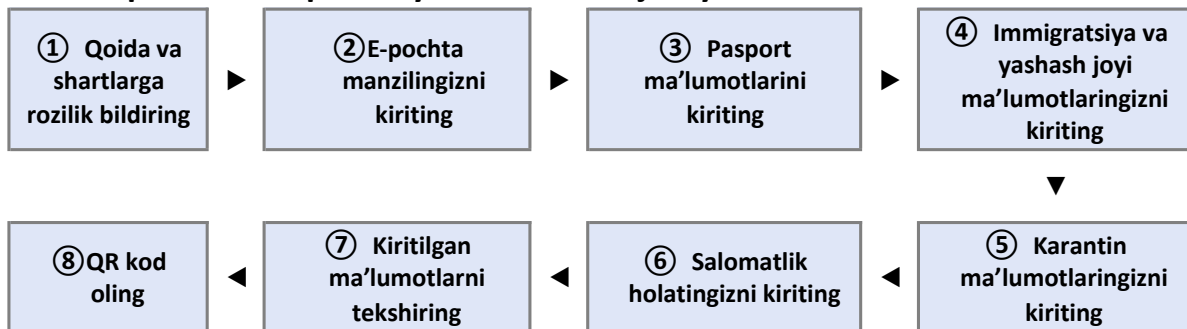 ① Qoida va
shartlarga
rozilik bildiring
▶
②E-pochta
manzilingizni
kiriting
▶
③ Pasport
ma’lumotlarini
kiriting
▶
④ Immigratsiya va
yashash joyi
ma’lumotlaringizni
kiriting
▼
⑤ Karantin
ma’lumotlaringizni
kiriting
◀
⑥ Salomatlik
holatingizni kiriting
◀
⑦ Kiritilgan
ma’lumotlarni
tekshiring
◀
⑧QR kod
oling